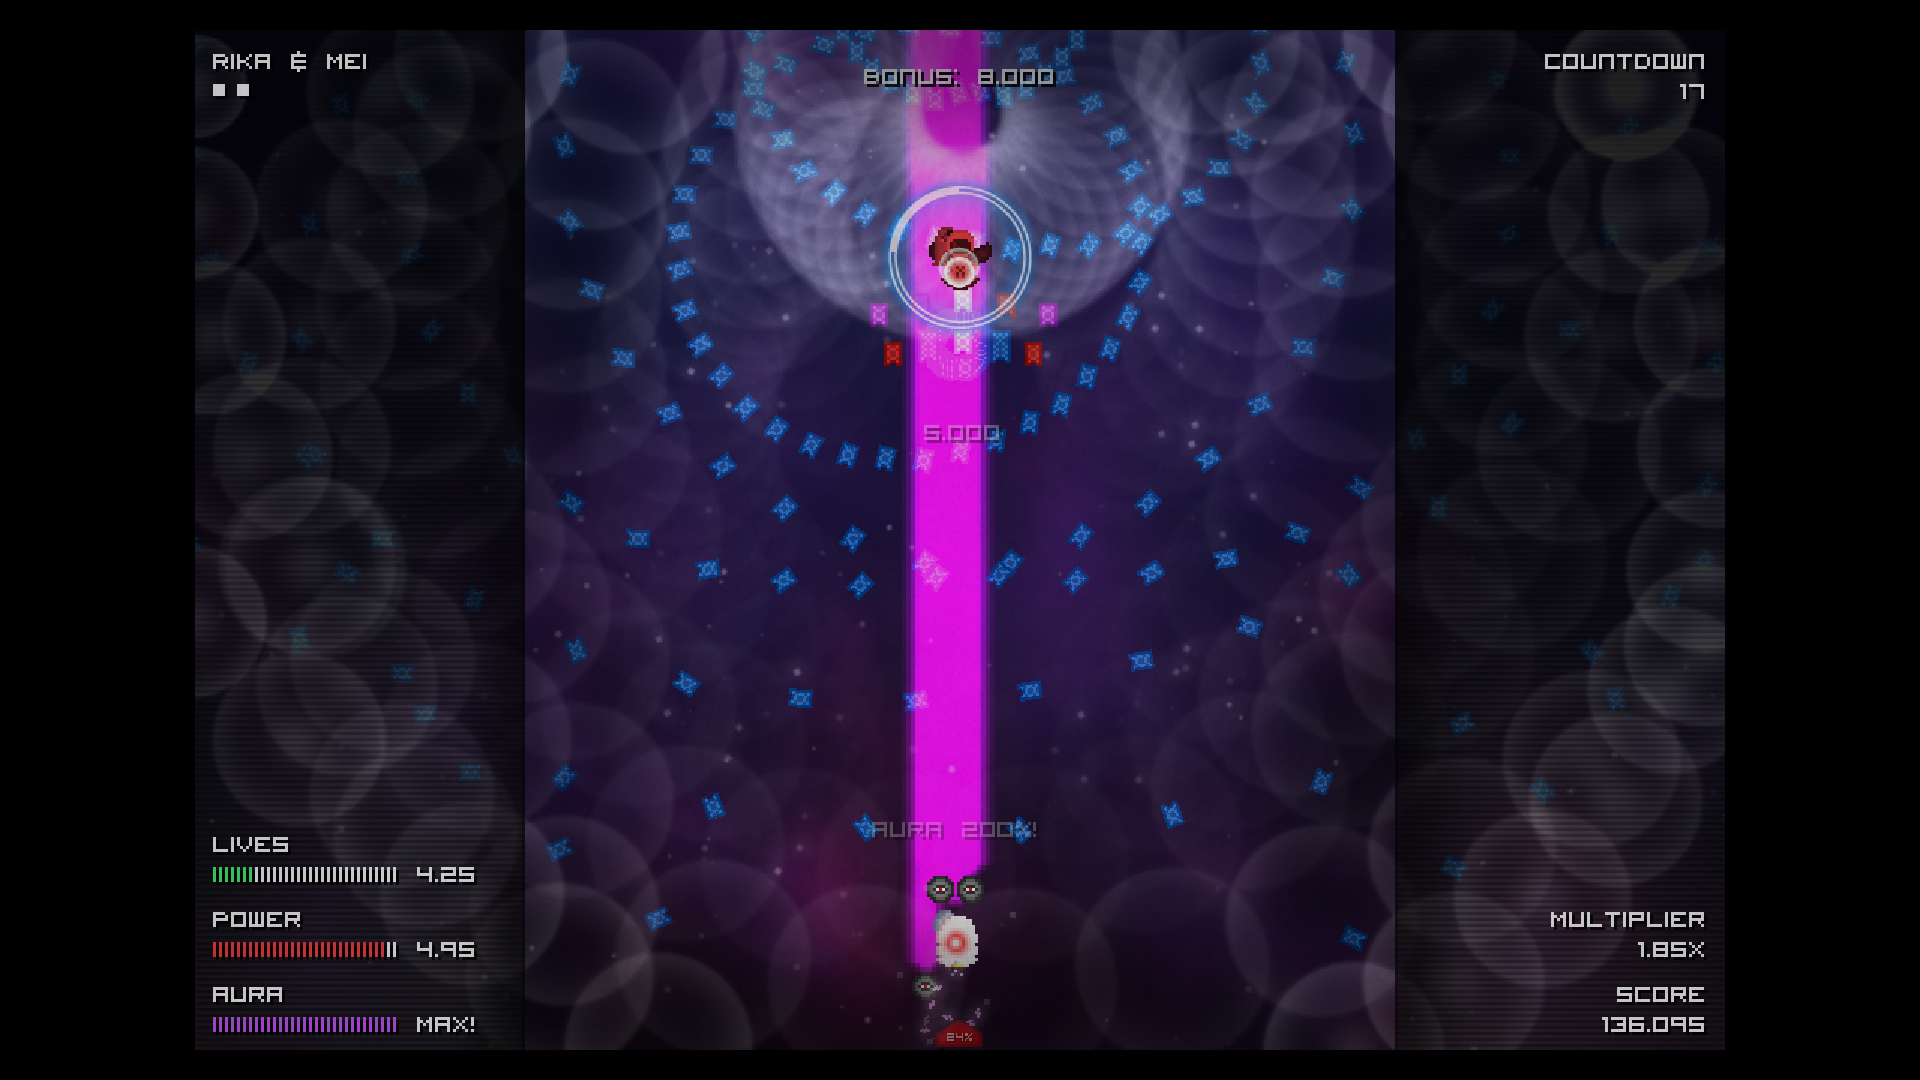 RIKA & MEI
COUNTDOWN
17
BONUS: 8.000
5.000
AURA 200%!
LIVES
4.25
POWER
4.95
AURA
MAX!
MULTIPLIER
1.85X
SCORE
136.095
24%